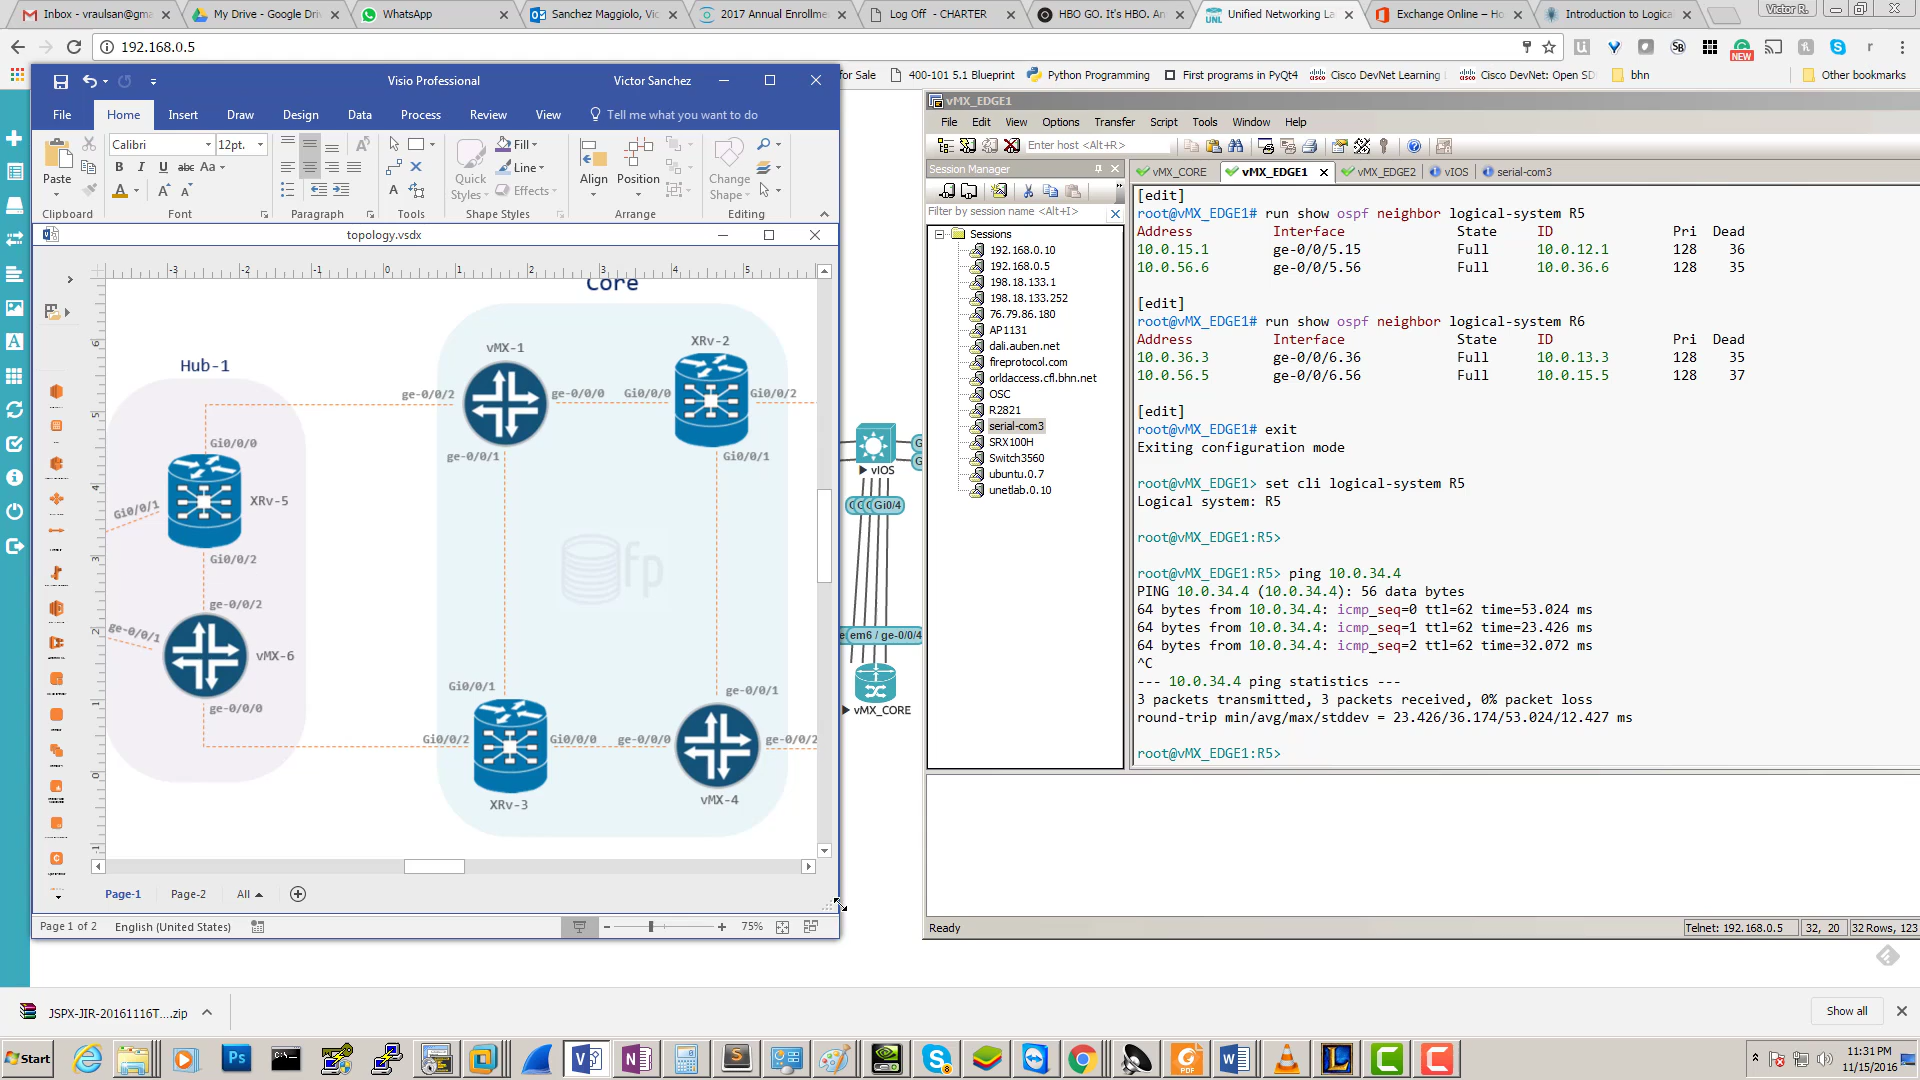 Inbox - vraulsan@gma
My Drive - Google Dri
WhatsApp
Sanchez Maggiolo, Vic
2017 Annual Enrollme
Log Off - CHARTER
HBO GO. It's HBO. An
Unified Networking La
Exchange Online – Ho
Introduction to Logica
Victor R.
192.168.0.5
for Sale
400-101 5.1 Blueprint
Python Programming
First programs in PyQt4
Cisco DevNet Learning
Cisco DevNet: Open SD
bhn
Other bookmarks
Visio Professional
Victor Sanchez
File
Home
Insert
Draw
Design
Data
Process
Review
View
Tell me what you want to do
Calibri
12pt.
Paste
Clipboard
Font
Paragraph
Tools
Fill
Line
Effects
Quick Styles
Shape Styles
Align
Position
Arrange
Change Shape
Editing
topology.vsdx
-3 -2 -1 0 1 2 3 4 5
Core
vMX-1
XRv-2
Hub-1
ge-0/0/2
ge-0/0/0
Gi0/0/0
Gi0/0/2
Gi0/0/0
ge-0/0/1
Gi0/0/1
Gi0/0/1
XRv-5
Gi0/0/2
fp
ge-0/0/2
ge-0/0/1
vMX-6
Gi0/0/1
ge-0/0/1
ge-0/0/0
Gi0/0/2
Gi0/0/0
ge-0/0/0
ge-0/0/2
XRv-3
vMX-4
Page-1
Page-2
All
Page 1 of 2
English (United States)
75%
vIOS
Gi0/4
em6 / ge-0/0/4
vMX_CORE
vMX_EDGE1
File
Edit
View
Options
Transfer
Script
Tools
Window
Help
Enter host <Alt+R>
Session Manager
Filter by session name <Alt+I>
Sessions
192.168.0.10
192.168.0.5
198.18.133.1
198.18.133.252
76.79.86.180
AP1131
dali.auben.net
fireprotocol.com
orldaccess.cfl.bhn.net
OSC
R2821
serial-com3
SRX100H
Switch3560
ubuntu.0.7
unetlab.0.10
vMX_CORE
vMX_EDGE1
vMX_EDGE2
vIOS
serial-com3
[edit]
root@vMX_EDGE1# run show ospf neighbor logical-system R5
Address Interface State ID Pri Dead
10.0.15.1 ge-0/0/5.15 Full 10.0.12.1 128 36
10.0.56.6 ge-0/0/5.56 Full 10.0.36.6 128 35
[edit]
root@vMX_EDGE1# run show ospf neighbor logical-system R6
Address Interface State ID Pri Dead
10.0.36.3 ge-0/0/6.36 Full 10.0.13.3 128 35
10.0.56.5 ge-0/0/6.56 Full 10.0.15.5 128 37
[edit]
root@vMX_EDGE1# exit
Exiting configuration mode
root@vMX_EDGE1> set cli logical-system R5
Logical system: R5
root@vMX_EDGE1:R5>
root@vMX_EDGE1:R5> ping 10.0.34.4
PING 10.0.34.4 (10.0.34.4): 56 data bytes
64 bytes from 10.0.34.4: icmp_seq=0 ttl=62 time=53.024 ms
64 bytes from 10.0.34.4: icmp_seq=1 ttl=62 time=23.426 ms
64 bytes from 10.0.34.4: icmp_seq=2 ttl=62 time=32.072 ms
^C
--- 10.0.34.4 ping statistics ---
3 packets transmitted, 3 packets received, 0% packet loss
round-trip min/avg/max/stddev = 23.426/36.174/53.024/12.427 ms
root@vMX_EDGE1:R5>
Ready
Telnet: 192.168.0.5
32, 20
32 Rows, 123
JSPX-JIR-20161116T....zip
Show all
Start
11:31 PM
11/15/2016